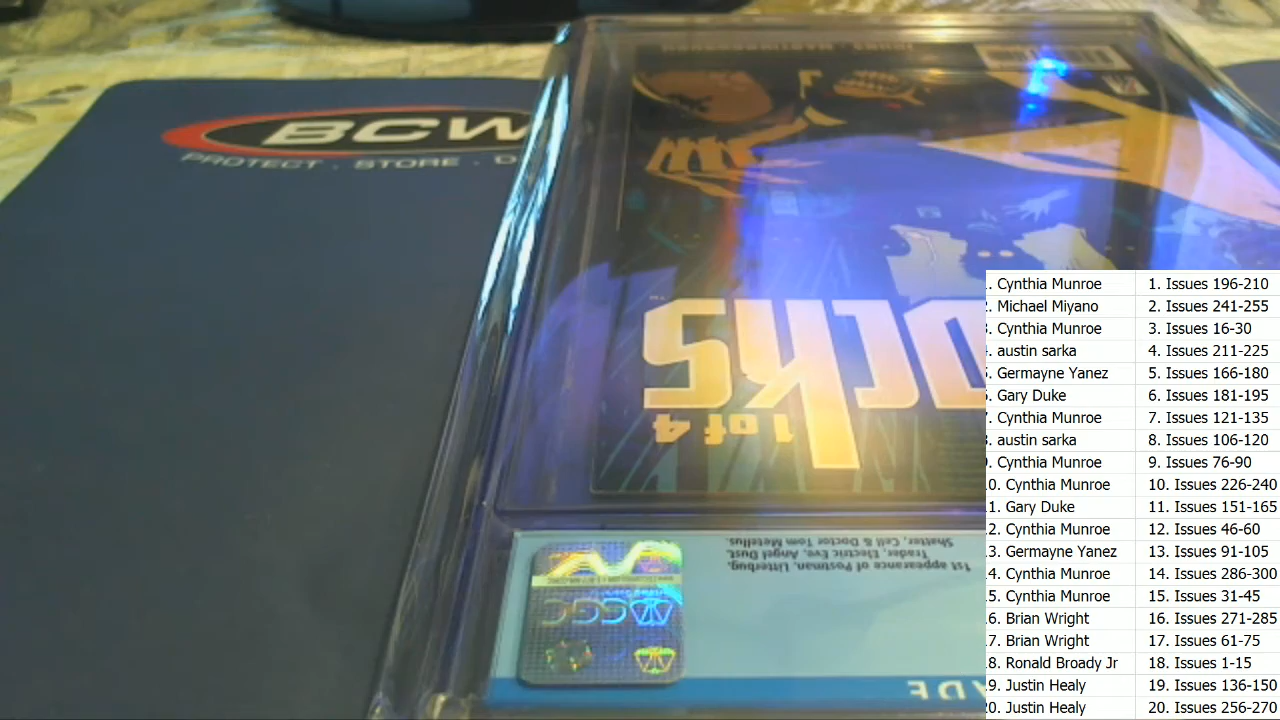 BCW
PROTECT . STORE . D
1 of 4
1st appearance of Postman, Litterbug,
Trader, Electric Eve, Angel Dust,
Shatter, Cell & Doctor Tom Metellus.
CGC
. Cynthia Munroe 1. Issues 196-210
. Michael Miyano 2. Issues 241-255
. Cynthia Munroe 3. Issues 16-30
. austin sarka 4. Issues 211-225
. Germayne Yanez 5. Issues 166-180
. Gary Duke 6. Issues 181-195
. Cynthia Munroe 7. Issues 121-135
. austin sarka 8. Issues 106-120
. Cynthia Munroe 9. Issues 76-90
0. Cynthia Munroe 10. Issues 226-240
1. Gary Duke 11. Issues 151-165
2. Cynthia Munroe 12. Issues 46-60
3. Germayne Yanez 13. Issues 91-105
4. Cynthia Munroe 14. Issues 286-300
5. Cynthia Munroe 15. Issues 31-45
6. Brian Wright 16. Issues 271-285
7. Brian Wright 17. Issues 61-75
8. Ronald Broady Jr 18. Issues 1-15
9. Justin Healy 19. Issues 136-150
20. Justin Healy 20. Issues 256-270